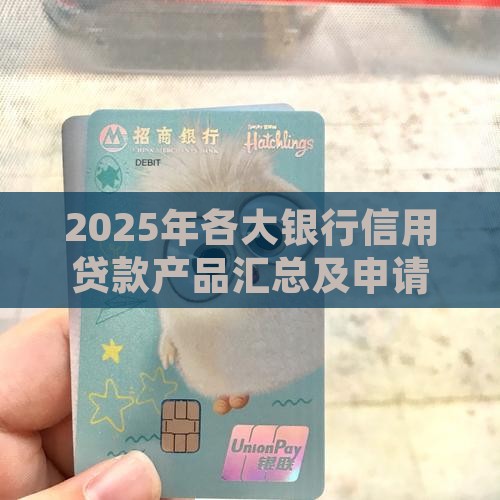 招商银行
CHINA MERCHANTS BANK
DEBIT
Hatchlings
2025年各大银行信用
贷款产品汇总及申请
UnionPay
银联